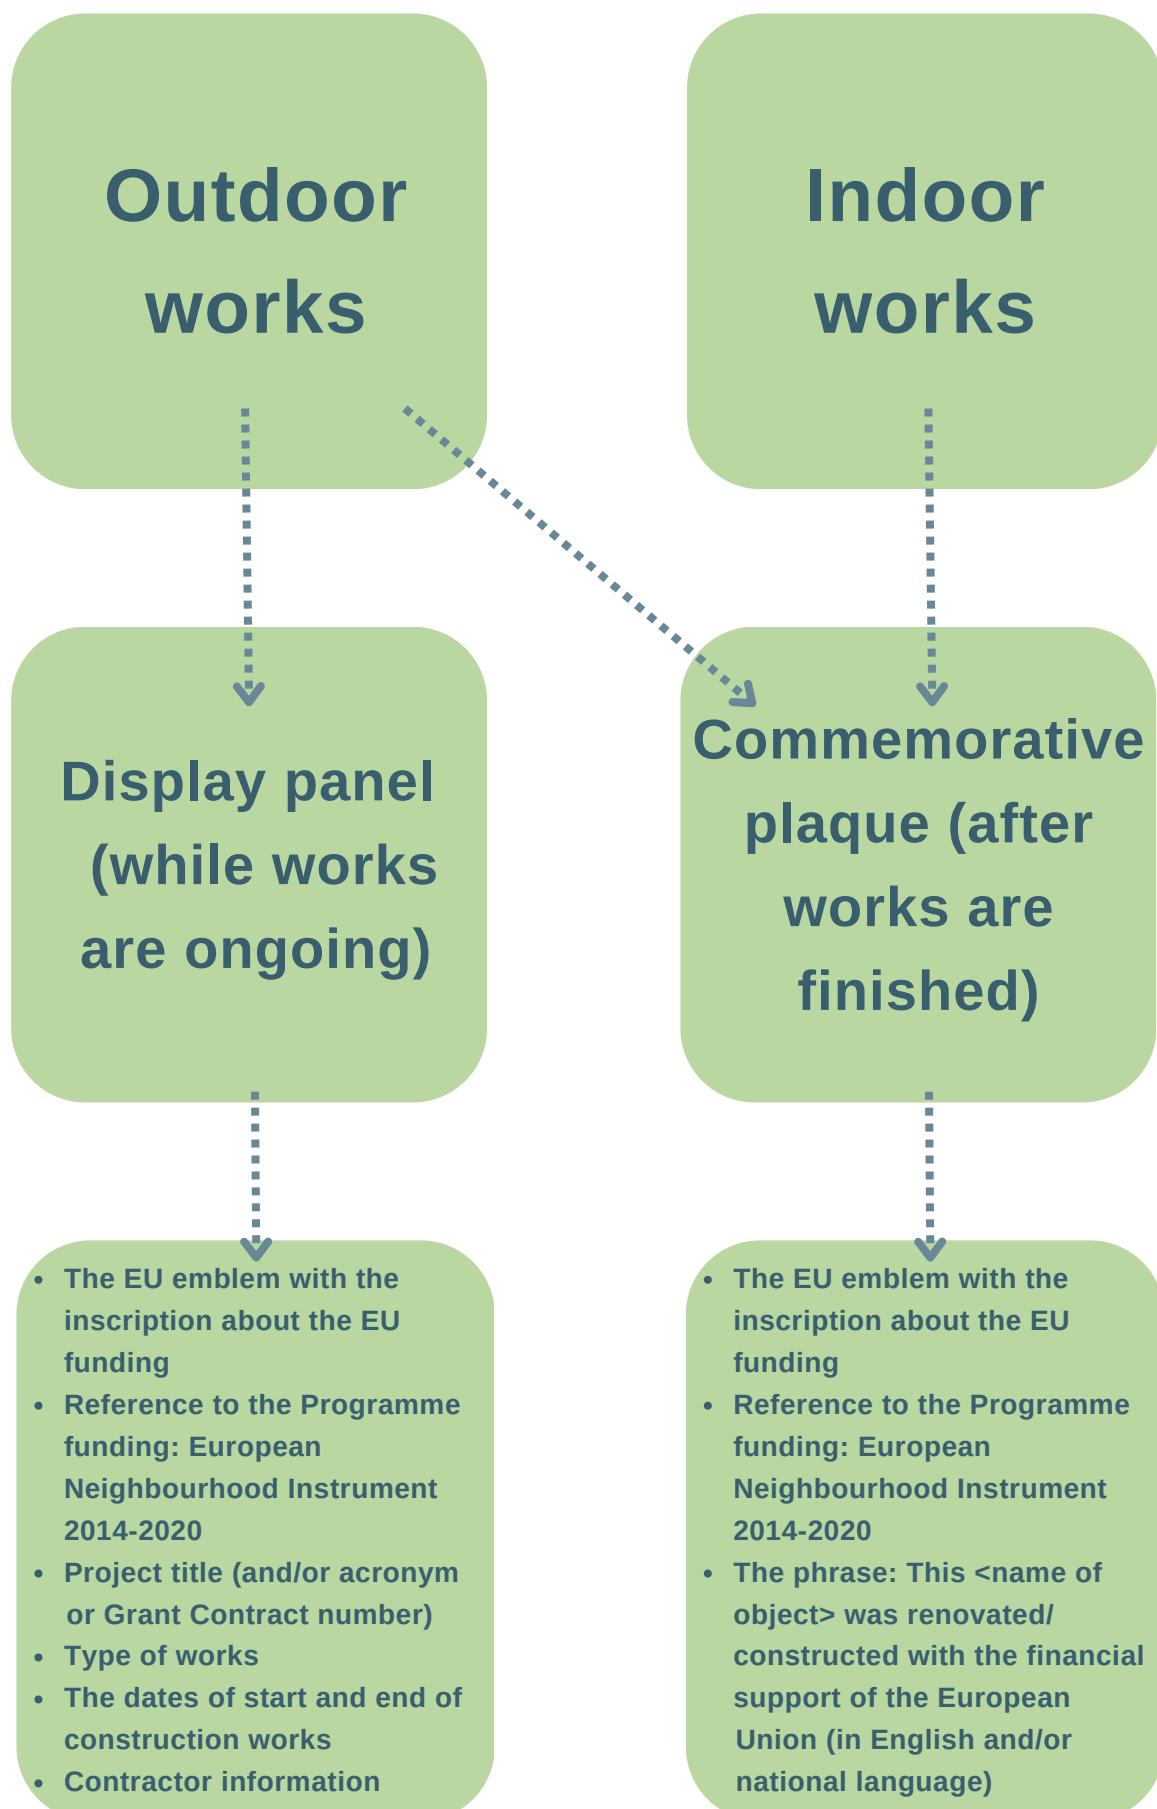 Outdoor
works
Indoor
works
Display panel
(while works
are ongoing)
Commemorative
plaque (after
works are
finished)
• The EU emblem with the
inscription about the EU
funding
• Reference to the Programme
funding: European
Neighbourhood Instrument
2014-2020
• Project title (and/or acronym
or Grant Contract number)
• Type of works
• The dates of start and end of
construction works
• Contractor information
• The EU emblem with the
inscription about the EU
funding
• Reference to the Programme
funding: European
Neighbourhood Instrument
2014-2020
• The phrase: This <name of
object> was renovated/
constructed with the financial
support of the European
Union (in English and/or
national language)